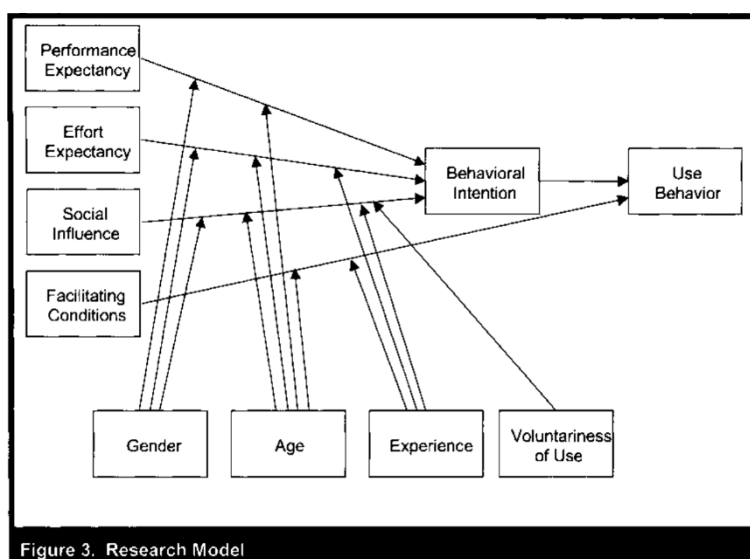 Performance
Expectancy
Effort
Expectancy
Social
Influence
Facilitating
Conditions
Behavioral
Intention
Use
Behavior
Gender
Age
Experience
Voluntariness
of Use
Figure 3. Research Model